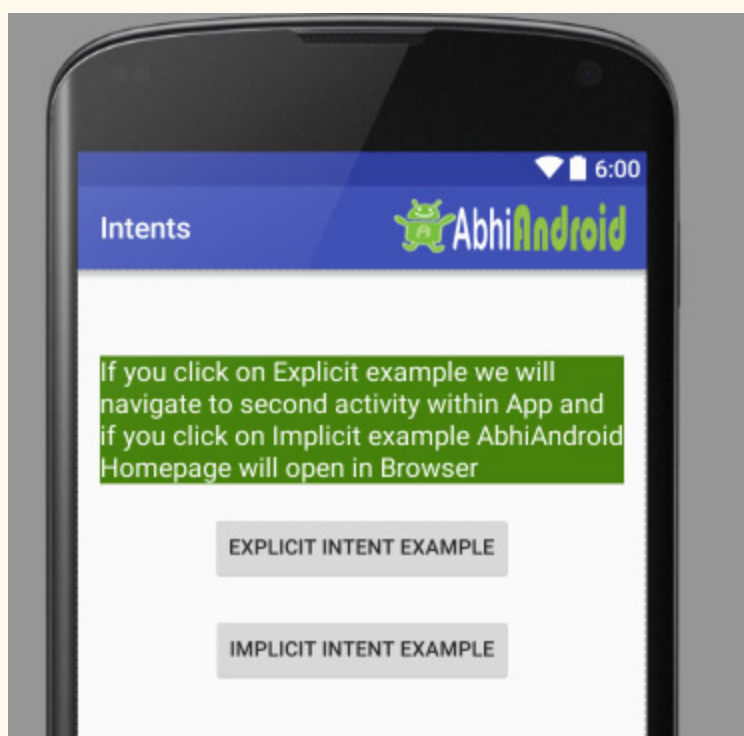 6:00
Intents
AbhiAndroid
If you click on Explicit example we will
navigate to second activity within App and
if you click on Implicit example AbhiAndroid
Homepage will open in Browser
EXPLICIT INTENT EXAMPLE
IMPLICIT INTENT EXAMPLE